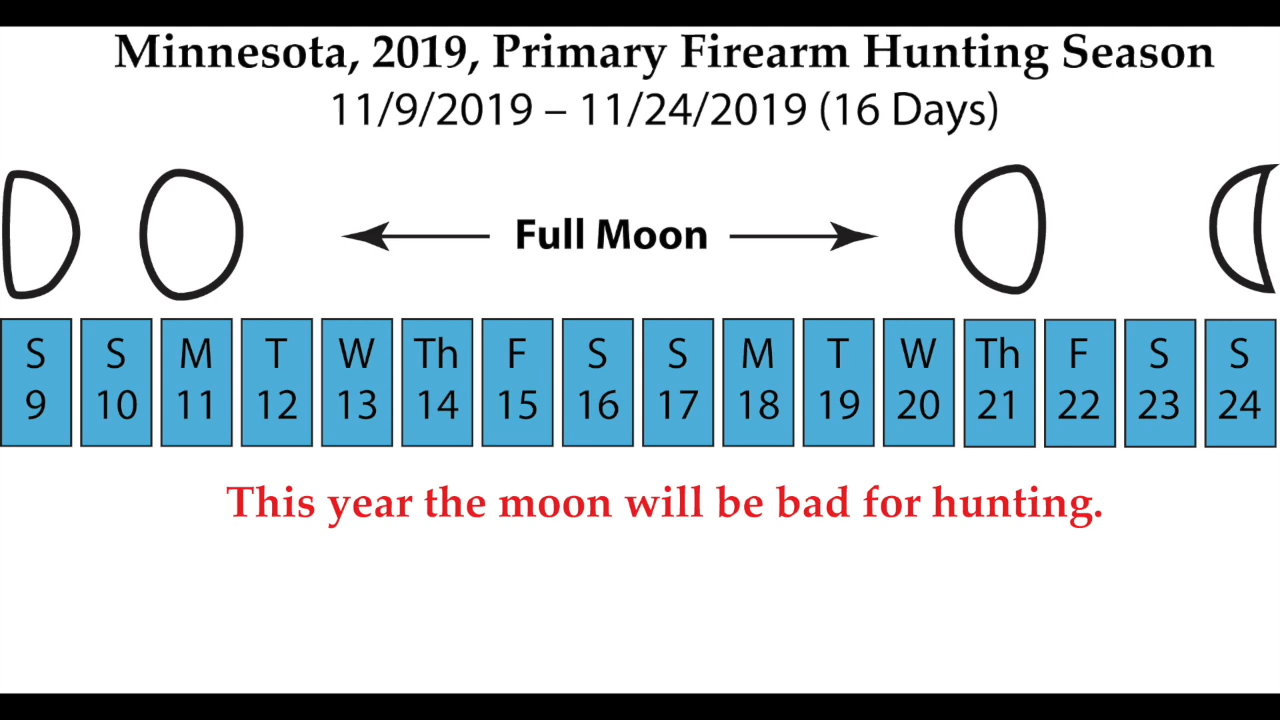 Minnesota, 2019, Primary Firearm Hunting Season
11/9/2019 – 11/24/2019 (16 Days)
Full Moon
S S M T W Th F S S M T W Th F S S
9 10 11 12 13 14 15 16 17 18 19 20 21 22 23 24
This year the moon will be bad for hunting.